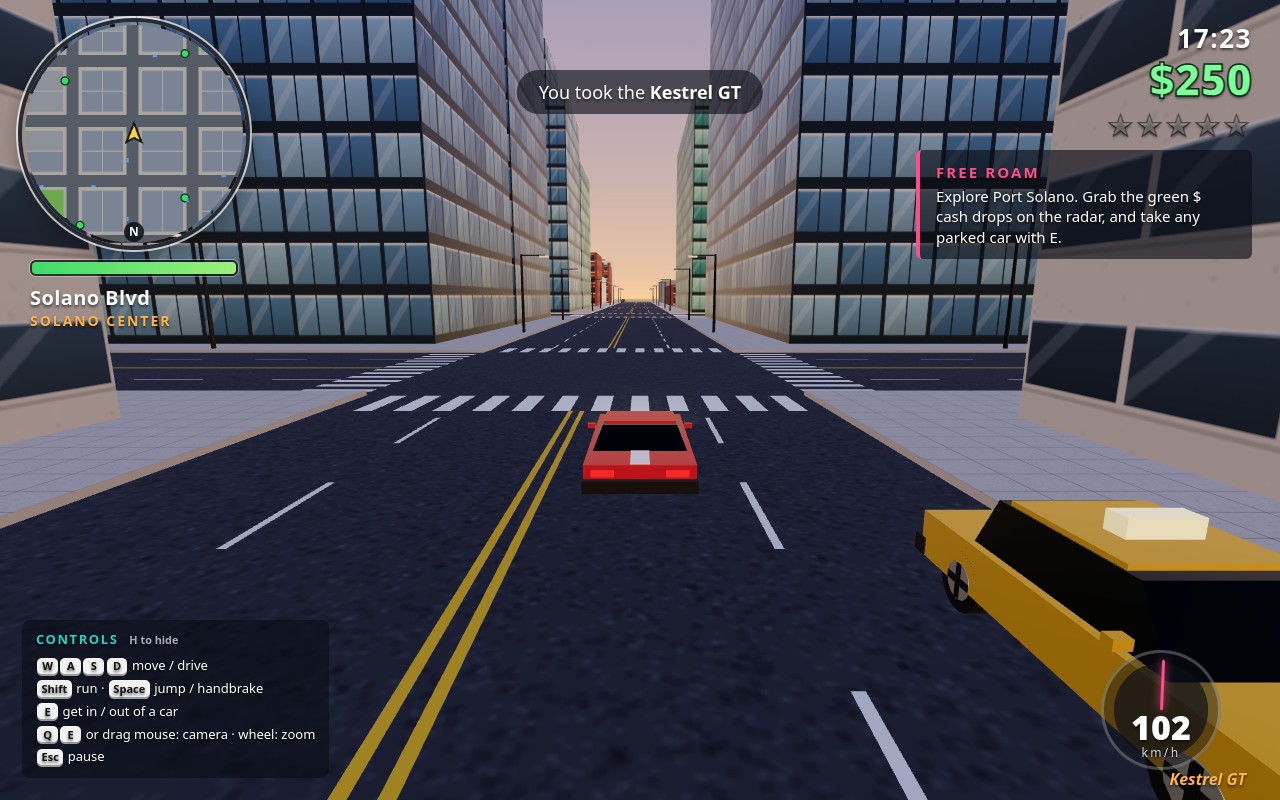 You took the Kestrel GT
17:23
$250
N
FREE ROAM
Explore Port Solano. Grab the green $
cash drops on the radar, and take any
parked car with E.
Solano Blvd
SOLANO CENTER
CONTROLS H to hide
W A S D move / drive
Shift run · Space jump / handbrake
E get in / out of a car
Q E or drag mouse: camera · wheel: zoom
Esc pause
102
km/h
Kestrel GT